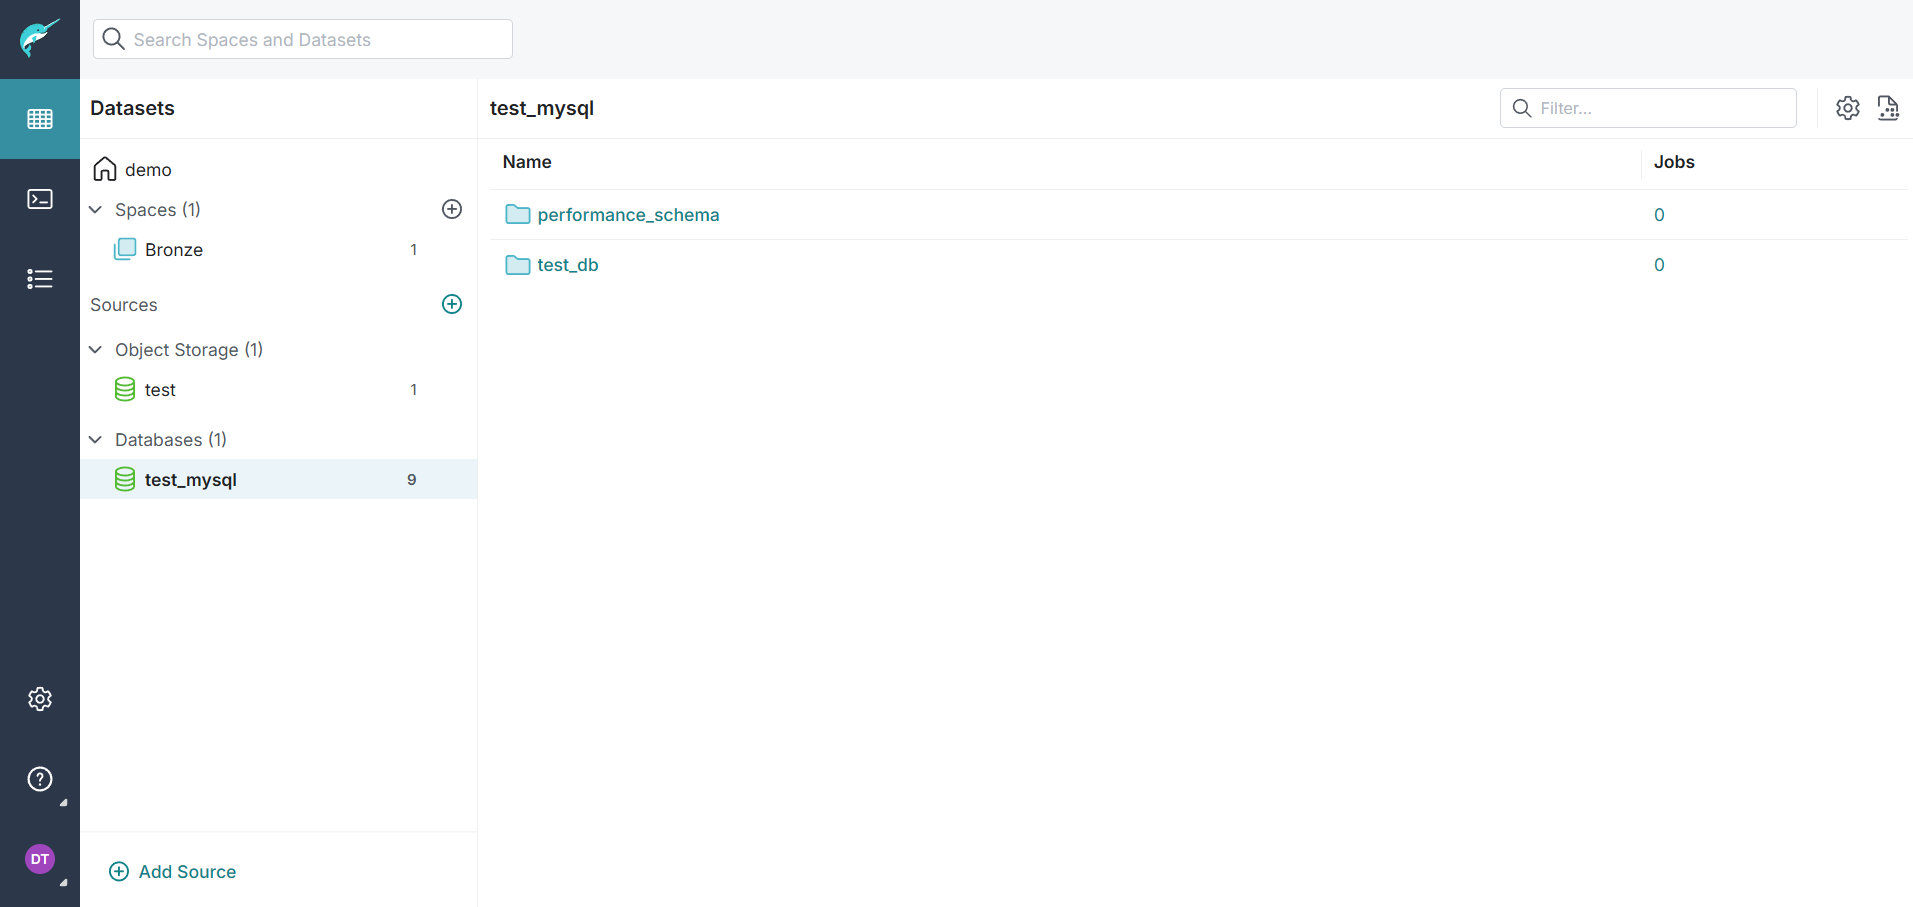 Search Spaces and Datasets
Datasets
test_mysql
Filter...
demo
Name
Jobs
Spaces (1)
performance_schema
0
Bronze
1
test_db
0
Sources
Object Storage (1)
test
1
Databases (1)
test_mysql
9
?
DT
Add Source